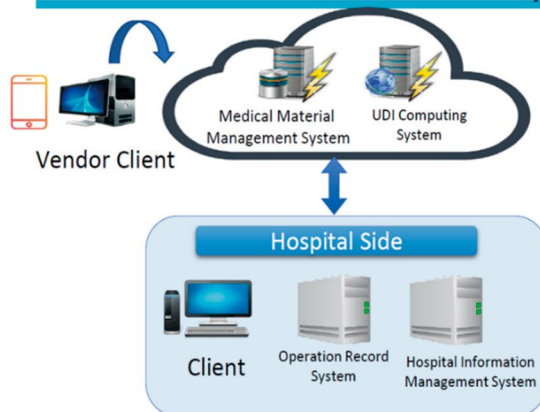 Medical Material
Management System
UDI Computing
System
Vendor Client
Hospital Side
Client
Operation Record
System
Hospital Information
Management System